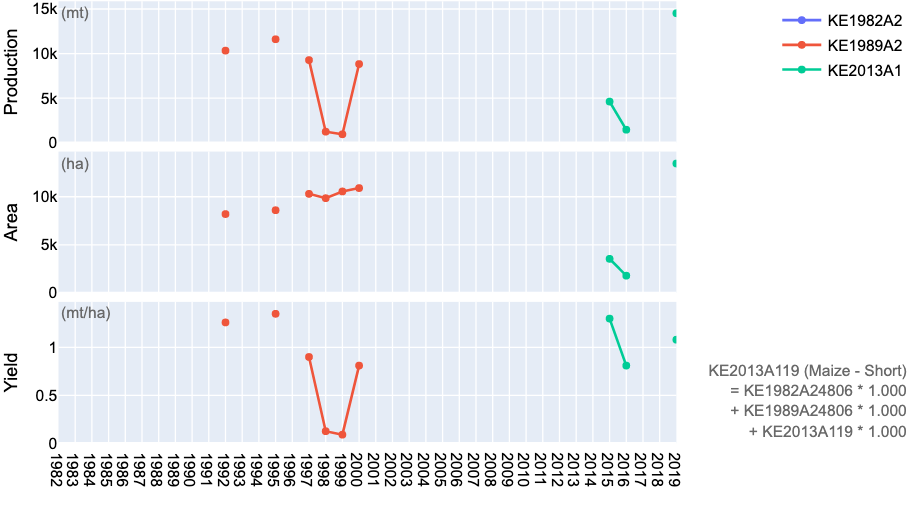 15k
(mt)
10k
5k
0
Production
KE1982A2
KE1989A2
KE2013A1
(ha)
10k
5k
0
Area
(mt/ha)
1
0.5
0
Yield
KE2013A119 (Maize - Short)
= KE1982A24806 * 1.000
+ KE1989A24806 * 1.000
+ KE2013A119 * 1.000
1982
1983
1984
1985
1986
1987
1988
1989
1990
1991
1992
1993
1994
1995
1996
1997
1998
1999
2000
2001
2002
2003
2004
2005
2006
2007
2008
2009
2010
2011
2012
2013
2014
2015
2016
2017
2018
2019